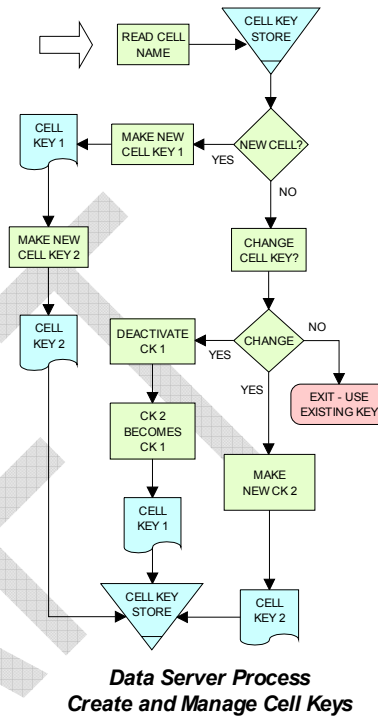 READ CELL
NAME
CELL KEY
STORE
CELL
KEY 1
MAKE NEW
CELL KEY 1
YES
NEW CELL?
NO
MAKE NEW
CELL KEY 2
CHANGE
CELL KEY?
CELL
KEY 2
DEACTIVATE
CK 1
YES
CHANGE
NO
YES
EXIT - USE
EXISTING KEY
CK 2
BECOMES
CK 1
MAKE
NEW CK 2
CELL
KEY 1
CELL KEY
STORE
CELL
KEY 2
Data Server Process
Create and Manage Cell Keys